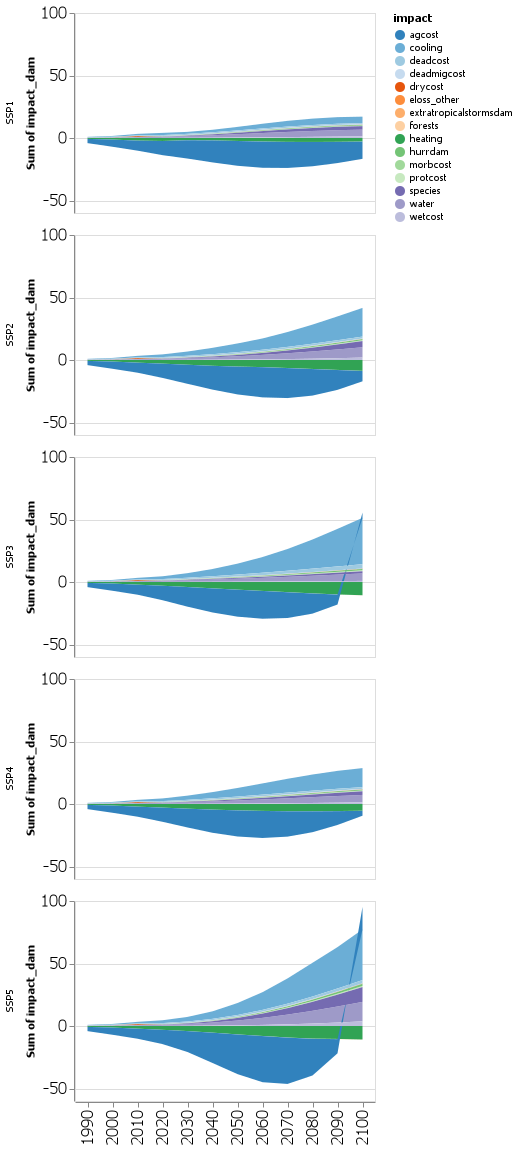 impact
agcost
cooling
deadcost
deadmigcost
drycost
eloss_other
extratropicalstormsdam
forests
heating
hurrdam
morbcost
protcost
species
water
wetcost
SSP1
Sum of impact_dam
100
50
0
-50
SSP2
Sum of impact_dam
100
50
0
-50
SSP3
Sum of impact_dam
100
50
0
-50
SSP4
Sum of impact_dam
100
50
0
-50
SSP5
Sum of impact_dam
100
50
0
-50
1990 2000 2010 2020 2030 2040 2050 2060 2070 2080 2090 2100